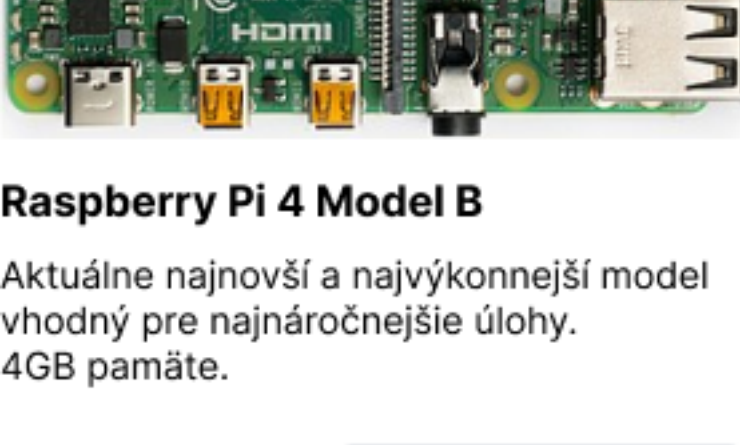 HDMI
Raspberry Pi 4 Model B
Aktuálne najnovší a najvýkonnejší model
vhodný pre najnáročnejšie úlohy.
4GB pamäte.